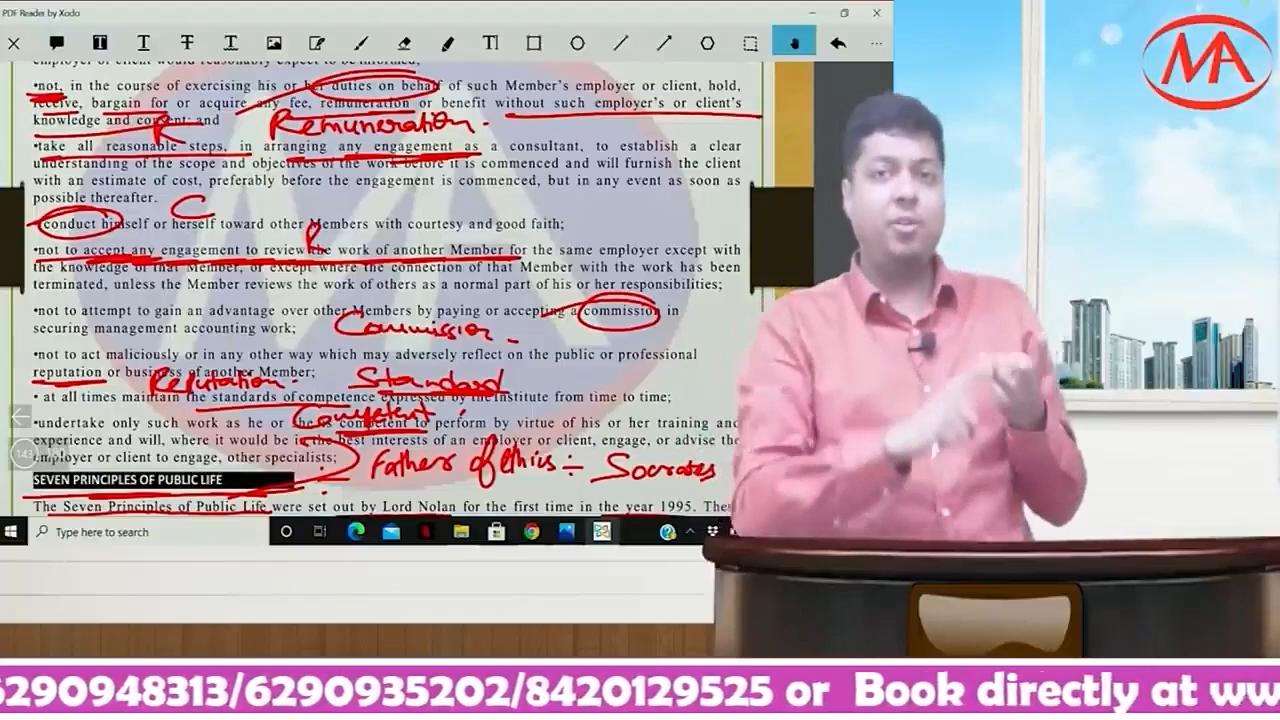 PDF Reader by Xodo
MA
employer or client would reasonably expect to be informed;
•not, in the course of exercising his or her duties on behalf of such Member's employer or client, hold,
receive, bargain for or acquire any fee, remuneration or benefit without such employer's or client's
knowledge and consent; and
R Remuneration.
•take all reasonable steps, in arranging any engagement as a consultant, to establish a clear
understanding of the scope and objectives of the work before it is commenced and will furnish the client
with an estimate of cost, preferably before the engagement is commenced, but in any event as soon as
possible thereafter.
C
conduct himself or herself toward other Members with courtesy and good faith;
R
•not to accept any engagement to review the work of another Member for the same employer except with
the knowledge of that Member, or except where the connection of that Member with the work has been
terminated, unless the Member reviews the work of others as a normal part of his or her responsibilities;
•not to attempt to gain an advantage over other Members by paying or accepting a commission in
securing management accounting work;
Commission
•not to act maliciously or in any other way which may adversely reflect on the public or professional
reputation or business of another Member;
Reputation. Standard
• at all times maintain the standards of competence expressed by the Institute from time to time;
Competent
•undertake only such work as he or she is competent to perform by virtue of his or her training and
experience and will, where it would be in the best interests of an employer or client, engage, or advise the
employer or client to engage, other specialists;
Father of ethics :- Socrates
143
SEVEN PRINCIPLES OF PUBLIC LIFE
The Seven Principles of Public Life were set out by Lord Nolan for the first time in the year 1995.
Type here to search
6290948313/6290935202/8420129525 or Book directly at